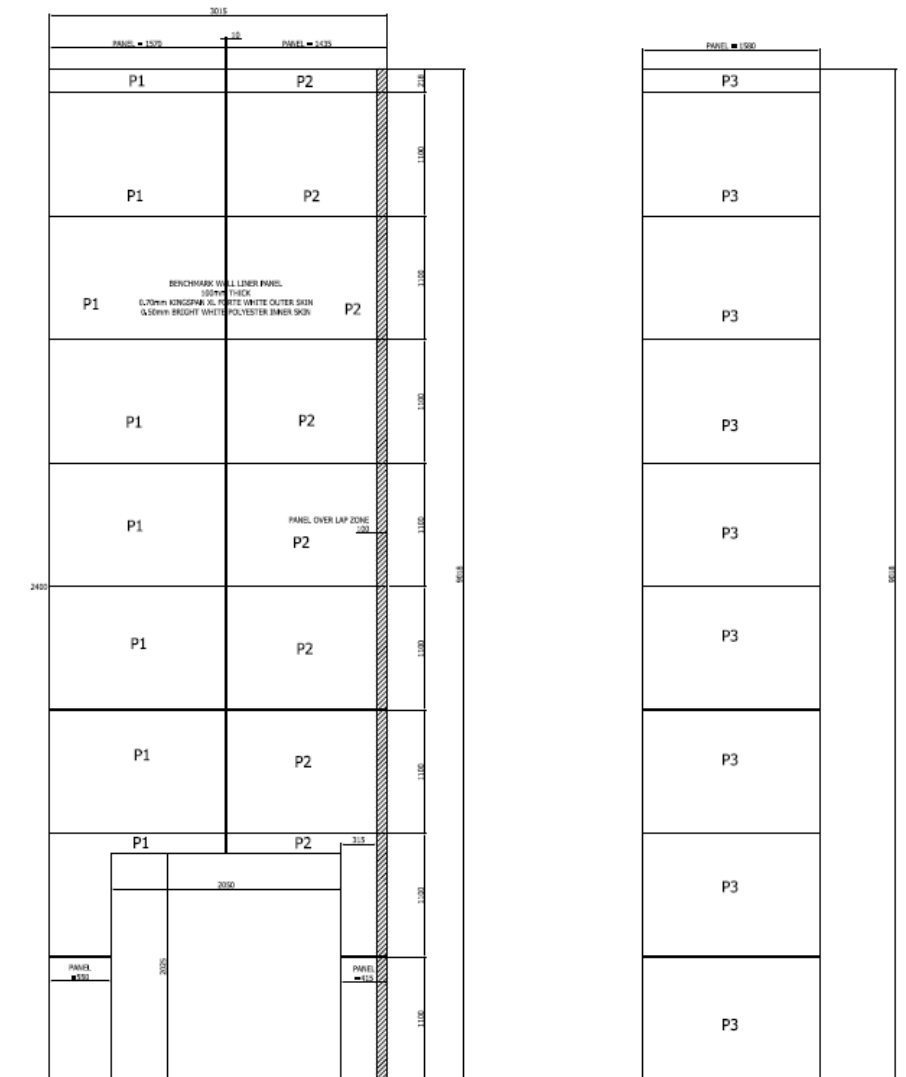 3015
10
PANEL = 1570
PANEL = 1435
PANEL = 1580
P1
P2
218
P3
1100
P1
P2
P3
1100
BENCHMARK WALL LINER PANEL
100mm THICK
0.70mm KINGSPAN XL FORTE WHITE OUTER SKIN
0.50mm BRIGHT WHITE POLYESTER INNER SKIN
P1
P2
P3
1100
P1
P2
P3
1100
PANEL OVER LAP ZONE
100
P1
P2
P3
9018
9018
2400
1100
P1
P2
P3
1100
P1
P2
P3
P1
P2
315
1100
2050
P3
2025
PANEL
=550
PANEL
=415
1100
P3